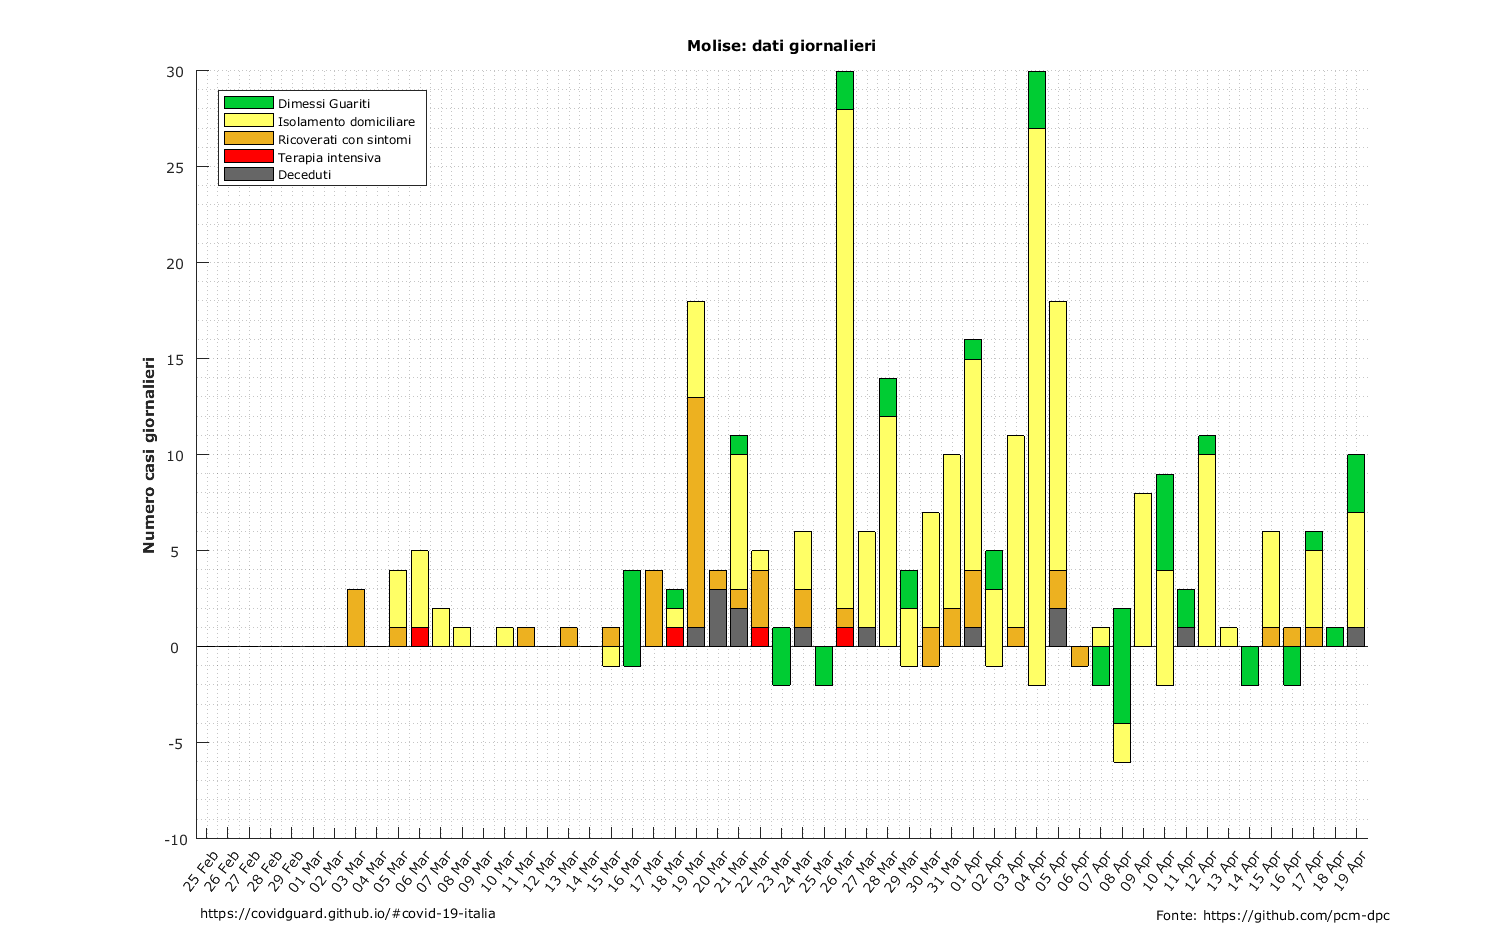 Molise: dati giornalieri
30
25
20
15
10
5
0
-5
-10
Numero casi giornalieri
Dimessi Guariti
Isolamento domiciliare
Ricoverati con sintomi
Terapia intensiva
Deceduti
25 Feb
26 Feb
27 Feb
28 Feb
29 Feb
01 Mar
02 Mar
03 Mar
04 Mar
05 Mar
06 Mar
07 Mar
08 Mar
09 Mar
10 Mar
11 Mar
12 Mar
13 Mar
14 Mar
15 Mar
16 Mar
17 Mar
18 Mar
19 Mar
20 Mar
21 Mar
22 Mar
23 Mar
24 Mar
25 Mar
26 Mar
27 Mar
28 Mar
29 Mar
30 Mar
31 Mar
01 Apr
02 Apr
03 Apr
04 Apr
05 Apr
06 Apr
07 Apr
08 Apr
09 Apr
10 Apr
11 Apr
12 Apr
13 Apr
14 Apr
15 Apr
16 Apr
17 Apr
18 Apr
19 Apr
https://covidguard.github.io/#covid-19-italia
Fonte: https://github.com/pcm-dpc